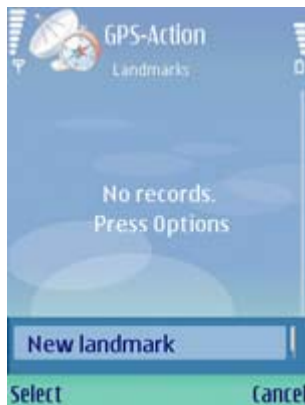 GPS-Action
Landmarks
No records.
Press Options
New landmark
Select Cancel